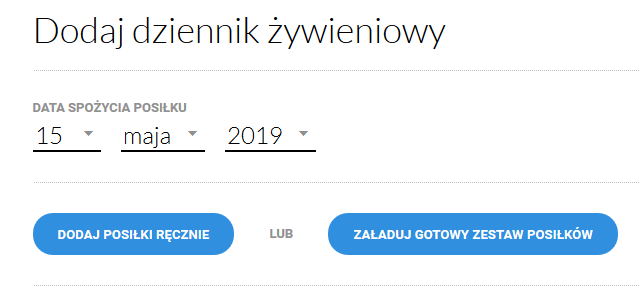 Dodaj dziennik żywieniowy
DATA SPOŻYCIA POSIŁKU
15 maja 2019
DODAJ POSIŁKI RĘCZNIE LUB ZAŁADUJ GOTOWY ZESTAW POSIŁKÓW